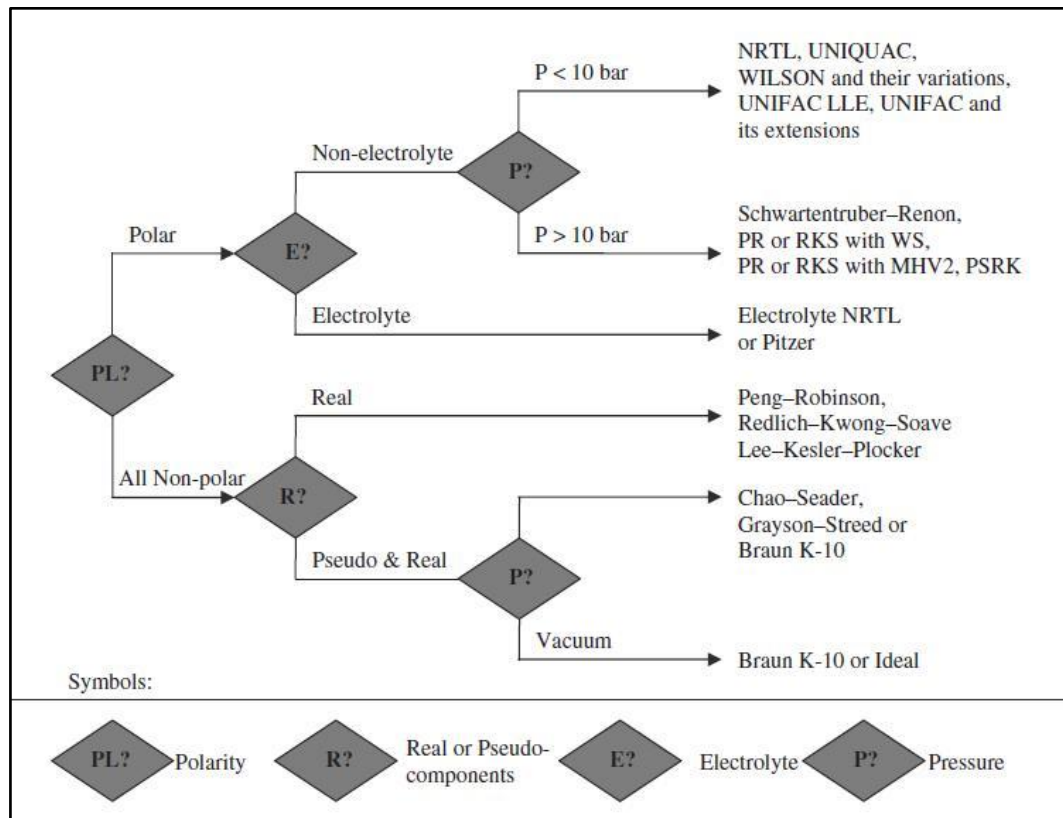 P < 10 bar
NRTL, UNIQUAC,
WILSON and their variations,
UNIFAC LLE, UNIFAC and
its extensions
Non-electrolyte
P?
Polar
E?
P > 10 bar
Schwartentruber–Renon,
PR or RKS with WS,
PR or RKS with MHV2, PSRK
Electrolyte
Electrolyte NRTL
or Pitzer
PL?
Real
Peng–Robinson,
Redlich–Kwong–Soave
Lee–Kesler–Plocker
All Non-polar
R?
Chao–Seader,
Grayson–Streed or
Braun K-10
Pseudo & Real
P?
Vacuum
Braun K-10 or Ideal
Symbols:
PL?
Polarity
R?
Real or Pseudo-
components
E?
Electrolyte
P?
Pressure